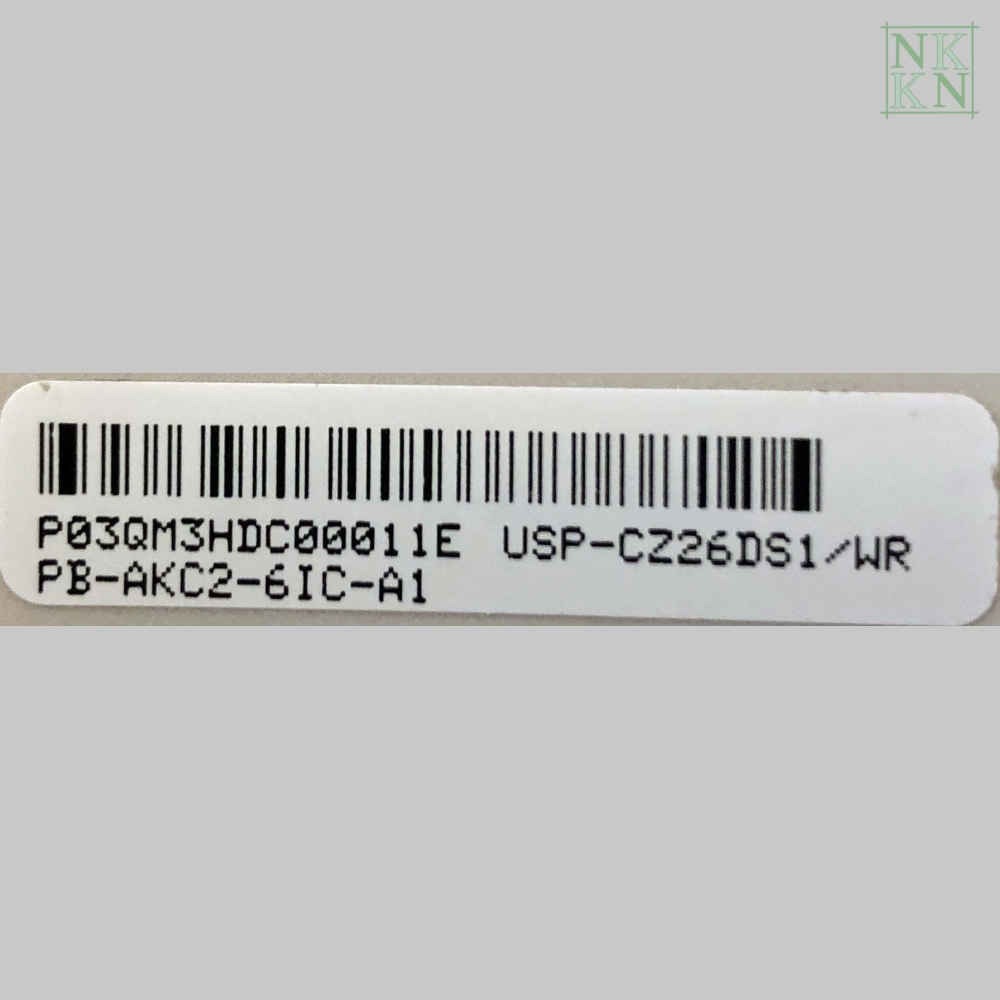 NK
KN
P03QM3HDC00011E USP-CZ26DS1/WR
PB-AKC2-6IC-A1